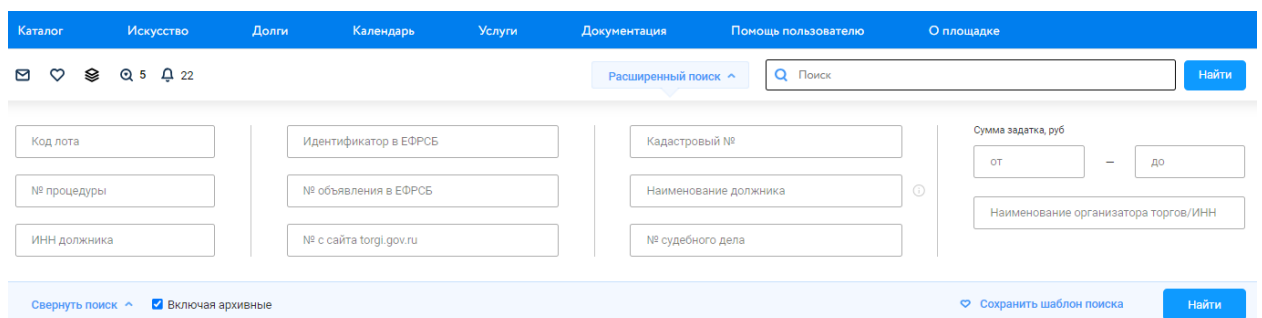 Каталог Искусство Долги Календарь Услуги Документация Помощь пользователю О площадке
5 22 Расширенный поиск Поиск Найти
Сумма задатка, руб
Код лота Идентификатор в ЕФРСБ Кадастровый №
от – до
№ процедуры № объявления в ЕФРСБ Наименование должника
Наименование организатора торгов/ИНН
ИНН должника № с сайта torgi.gov.ru № судебного дела
Свернуть поиск Включая архивные Сохранить шаблон поиска Найти